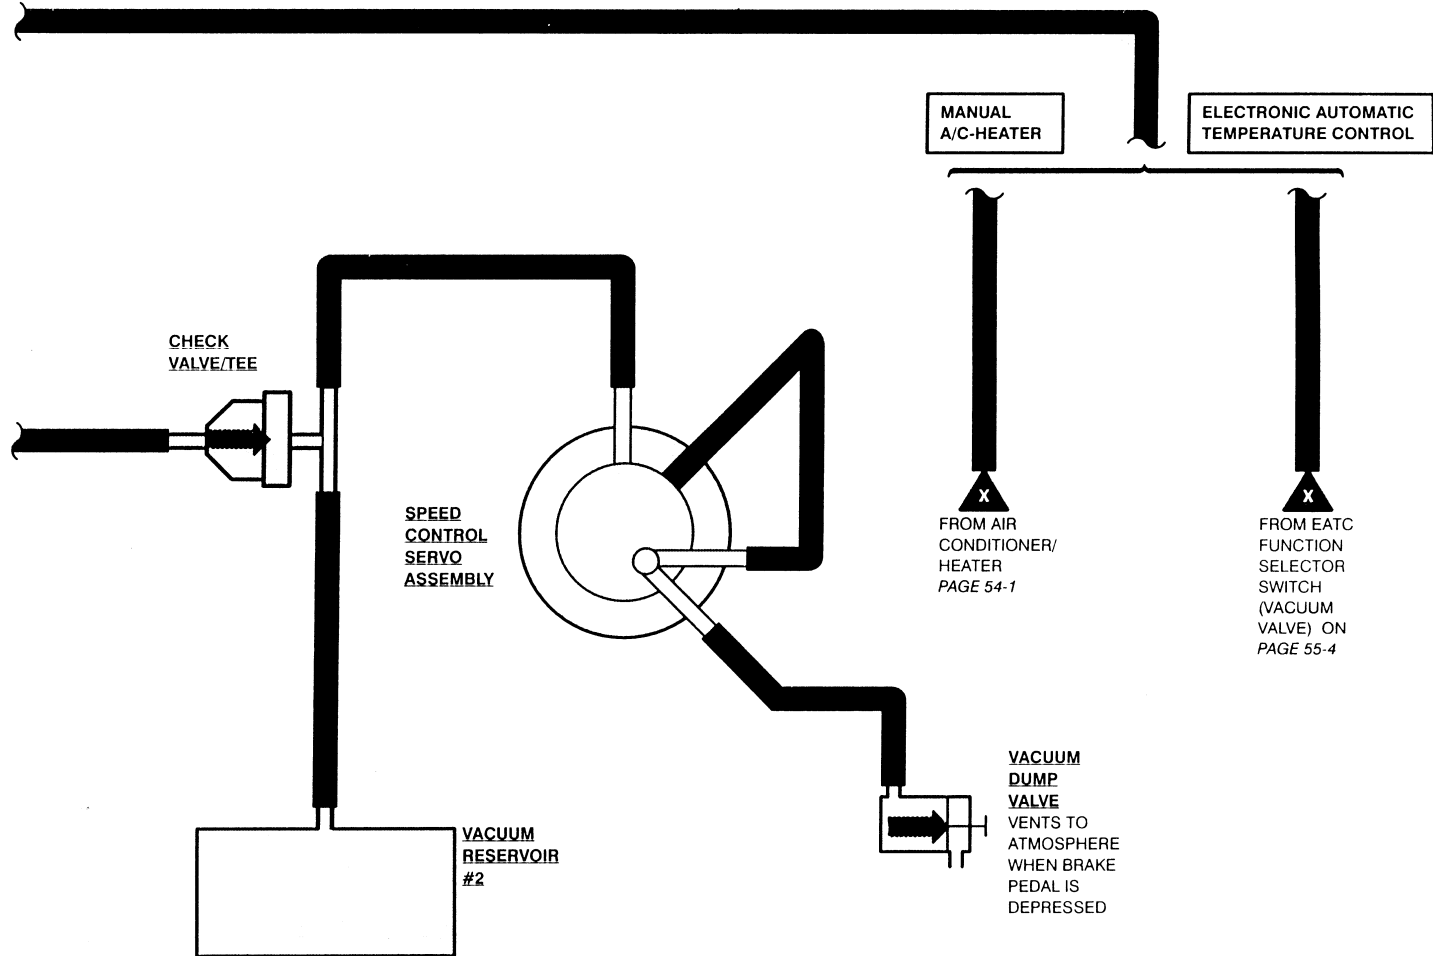 MANUAL
A/C-HEATER
ELECTRONIC AUTOMATIC
TEMPERATURE CONTROL
CHECK
VALVE/TEE
SPEED
CONTROL
SERVO
ASSEMBLY
X
FROM AIR
CONDITIONER/
HEATER
PAGE 54-1
X
FROM EATC
FUNCTION
SELECTOR
SWITCH
(VACUUM
VALVE) ON
PAGE 55-4
VACUUM
DUMP
VALVE
VENTS TO
ATMOSPHERE
WHEN BRAKE
PEDAL IS
DEPRESSED
VACUUM
RESERVOIR
#2